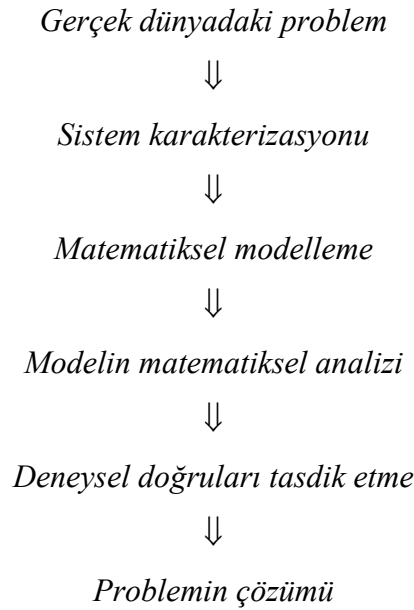 Gerçek dünyadaki problem
⇓
Sistem karakterizasyonu
⇓
Matematiksel modelleme
⇓
Modelin matematiksel analizi
⇓
Deneysel doğruları tasdik etme
⇓
Problemin çözümü